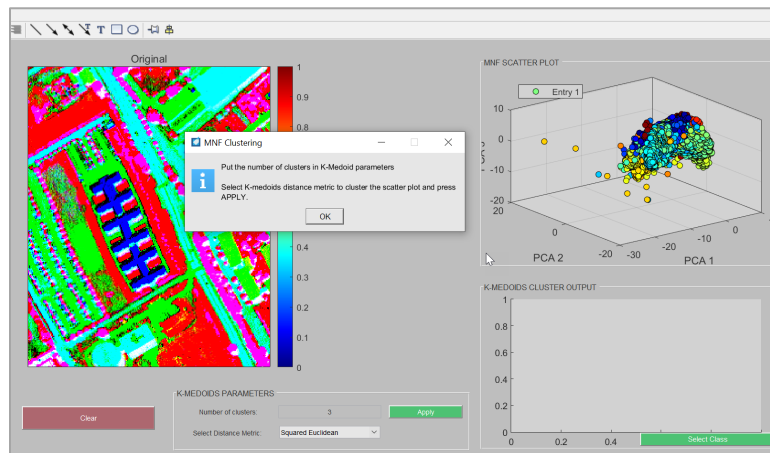 T
Original
1
0.9
0.8
0.4
0.3
0.2
0.1
0
MNF Clustering
Put the number of clusters in K-Medoid parameters
Select K-medoids distance metric to cluster the scatter plot and press
APPLY.
OK
MNF SCATTER PLOT
Entry 1
10
0
-10
-20
20
0
-20
-30
-20
-10
0
PCA 2
PCA 1
K-MEDOIDS CLUSTER OUTPUT
1
0.8
0.6
0.4
0.2
0
0
0.2
0.4
Select Class
K-MEDOIDS PARAMETERS
Number of clusters:
3
Apply
Select Distance Metric:
Squared Euclidean
Clear